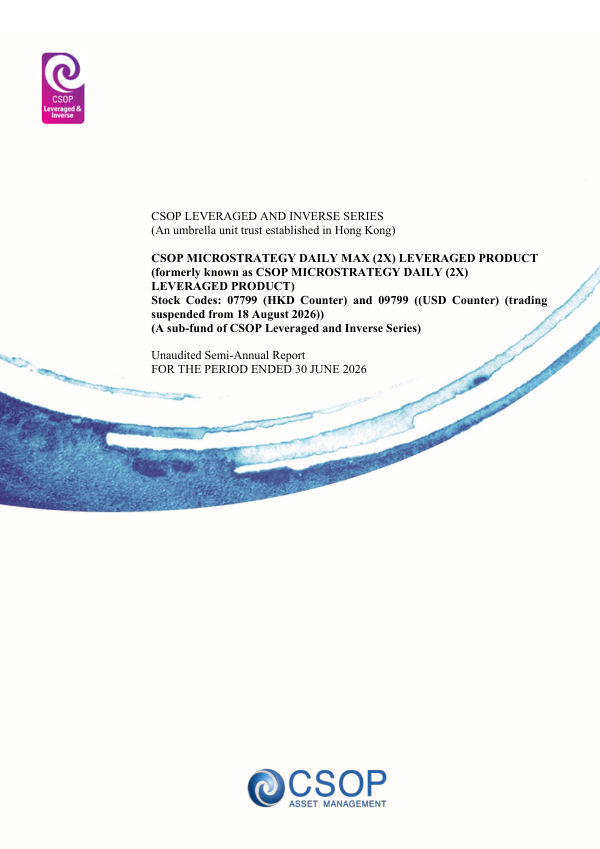 CSOP
Leveraged &
Inverse
CSOP LEVERAGED AND INVERSE SERIES
(An umbrella unit trust established in Hong Kong)
CSOP MICROSTRATEGY DAILY MAX (2X) LEVERAGED PRODUCT
(formerly known as CSOP MICROSTRATEGY DAILY (2X)
LEVERAGED PRODUCT)
Stock Codes: 07799 (HKD Counter) and 09799 ((USD Counter) (trading
suspended from 18 August 2026))
(A sub-fund of CSOP Leveraged and Inverse Series)
Unaudited Semi-Annual Report
FOR THE PERIOD ENDED 30 JUNE 2026
CSOP
ASSET MANAGEMENT